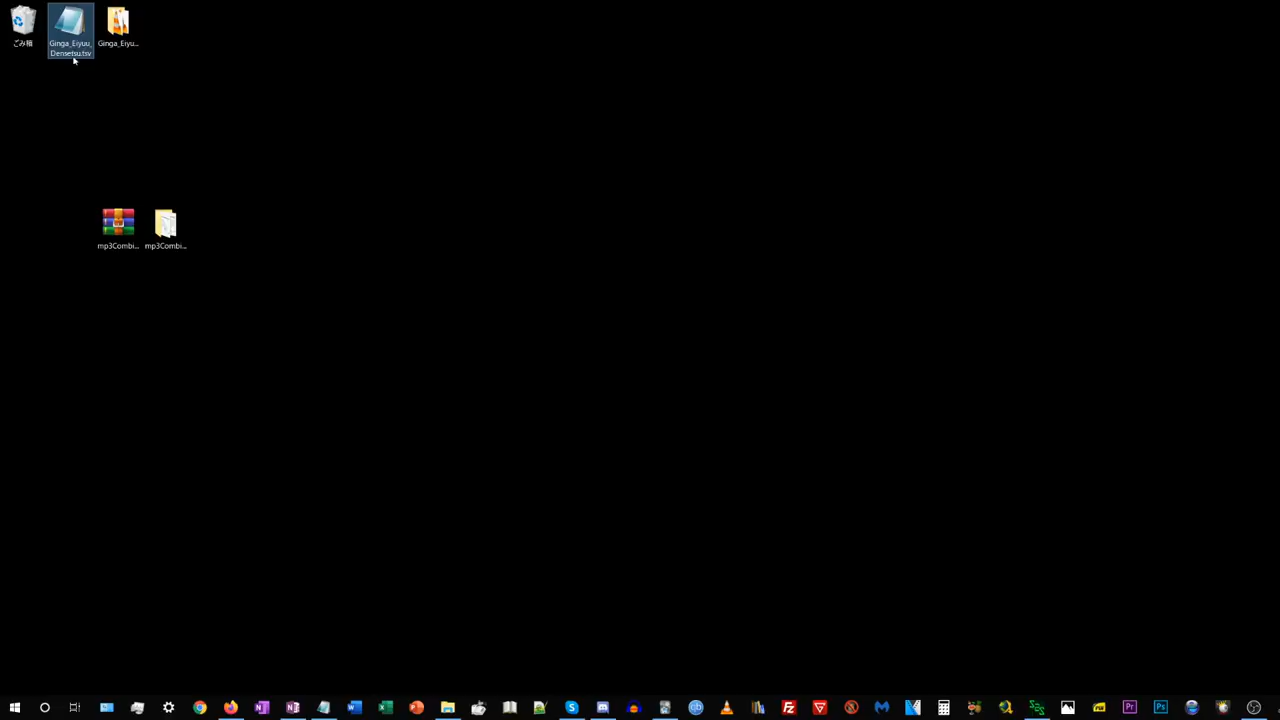 ごみ箱
Ginga_Eiyuu_
Densetsu.tsv
Ginga_Eiyu...
mp3Combi...
mp3Combi...